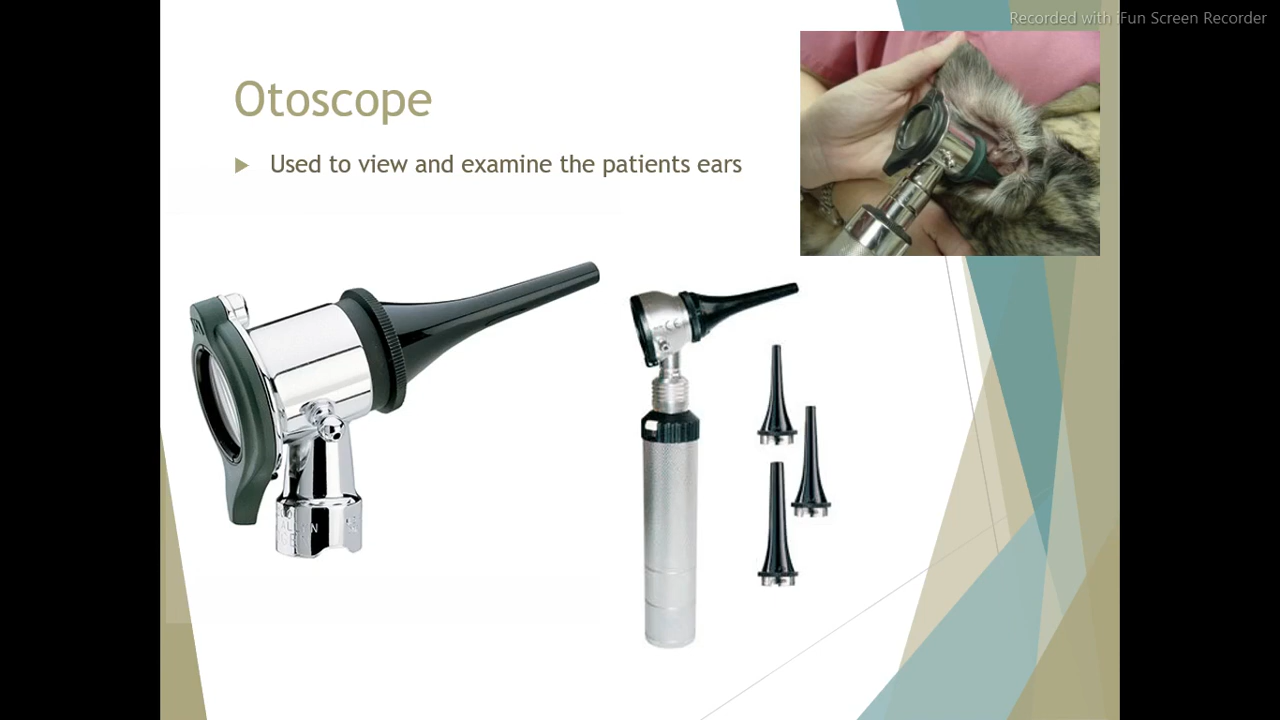 Recorded with iFun Screen Recorder
Otoscope
Used to view and examine the patients ears